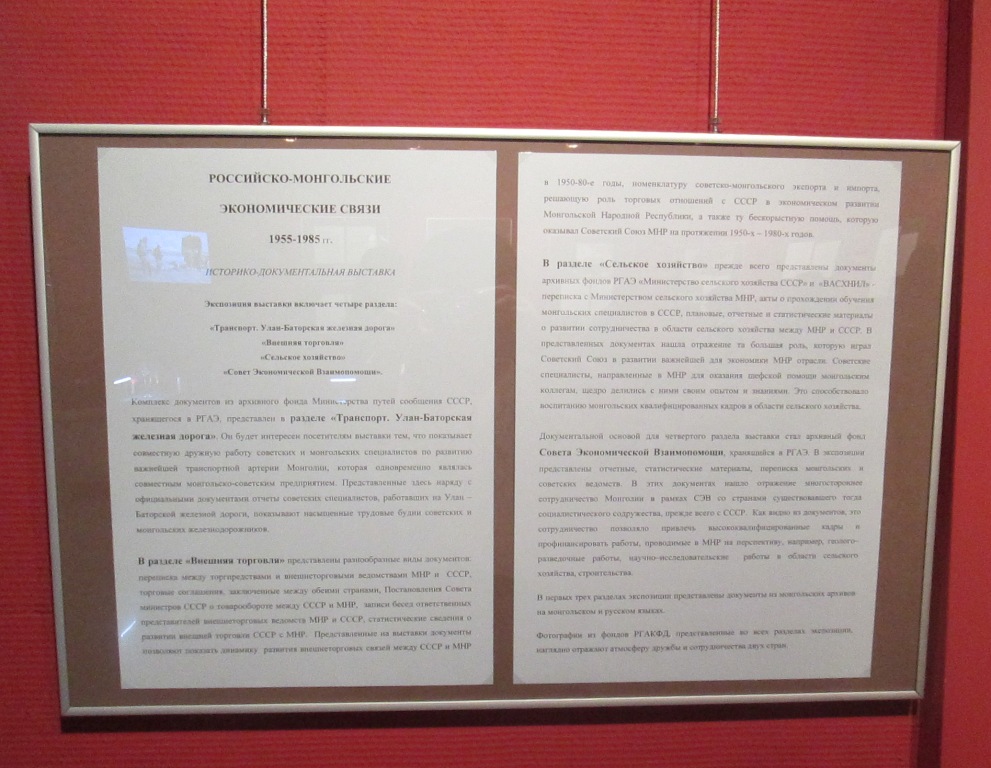 РОССИЙСКО-МОНГОЛЬСКИЕ
ЭКОНОМИЧЕСКИЕ СВЯЗИ
1955-1985 гг.
ИСТОРИКО-ДОКУМЕНТАЛЬНАЯ ВЫСТАВКА
Экспозиция выставки включает четыре раздела:
«Транспорт. Улан-Баторская железная дорога»
«Внешняя торговля»
«Сельское хозяйство»
«Совет Экономической Взаимопомощи».
Комплекс документов из архивного фонда Министерства путей сообщения СССР,
хранящегося в РГАЭ, представлен в разделе «Транспорт. Улан-Баторская
железная дорога». Он будет интересен посетителям выставки тем, что показывает
совместную дружную работу советских и монгольских специалистов по развитию
важнейшей транспортной артерии Монголии, которая одновременно являлась
совместным монгольско-советским предприятием. Представленные здесь наряду с
официальными документами отчеты советских специалистов, работавших на Улан –
Баторской железной дороги, показывают насыщенные трудовые будни советских и
монгольских железнодорожников.
В разделе «Внешняя торговля» представлены разнообразные виды документов:
переписка между торгпредствами и внешнеторговыми ведомствами МНР и СССР,
торговые соглашения, заключенные между обеими странами, Постановления Совета
министров СССР о товарообороте между СССР и МНР, записи бесед ответственных
представителей внешнеторговых ведомств МНР и СССР, статистические сведения о
развитии внешней торговли СССР с МНР. Представленные на выставки документы
позволяют показать динамику развития внешнеторговых связей между СССР и МНР
в 1950-80-е годы, номенклатуру советско-монгольского экспорта и импорта,
решающую роль торговых отношений с СССР в экономическом развитии
Монгольской Народной Республики, а также ту бескорыстную помощь, которую
оказывал Советский Союз МНР на протяжении 1950-х – 1980-х годов.
В разделе «Сельское хозяйство» прежде всего представлены документы
архивных фондов РГАЭ «Министерство сельского хозяйства СССР» и «ВАСХНИЛ» -
переписка с Министерством сельского хозяйства МНР, акты о прохождении обучения
монгольских специалистов в СССР, плановые, отчетные и статистические материалы
о развитии сотрудничества в области сельского хозяйства между МНР и СССР. В
представленных документах нашла отражение та большая роль, которую играл
Советский Союз в развитии важнейшей для экономики МНР отрасли. Советские
специалисты, направленные в МНР для оказания шефской помощи монгольским
коллегам, щедро делились с ними своим опытом и знаниями. Это способствовало
воспитанию монгольских квалифицированных кадров в области сельского хозяйства.
Документальной основой для четвертого раздела выставки стал архивный фонд
Совета Экономической Взаимопомощи, хранящийся в РГАЭ. В экспозиции
представлены отчетные, статистические материалы, переписка монгольских и
советских ведомств. В этих документах нашло отражение многостороннее
сотрудничество Монголии в рамках СЭВ со странами существовавшего тогда
социалистического содружества, прежде всего с СССР. Как видно из документов, это
сотрудничество позволяло привлечь высококвалифицированные кадры и
профинансировать работы, проводимые в МНР на перспективу, например, геолого-
разведочные работы, научно-исследовательские работы в области сельского
хозяйства, строительства.
В первых трех разделах экспозиции представлены документы из монгольских архивов
на монгольском и русском языках.
Фотографии из фондов РГАКФД, представленные во всех разделах экспозиции,
наглядно отражают атмосферу дружбы и сотрудничества двух стран.